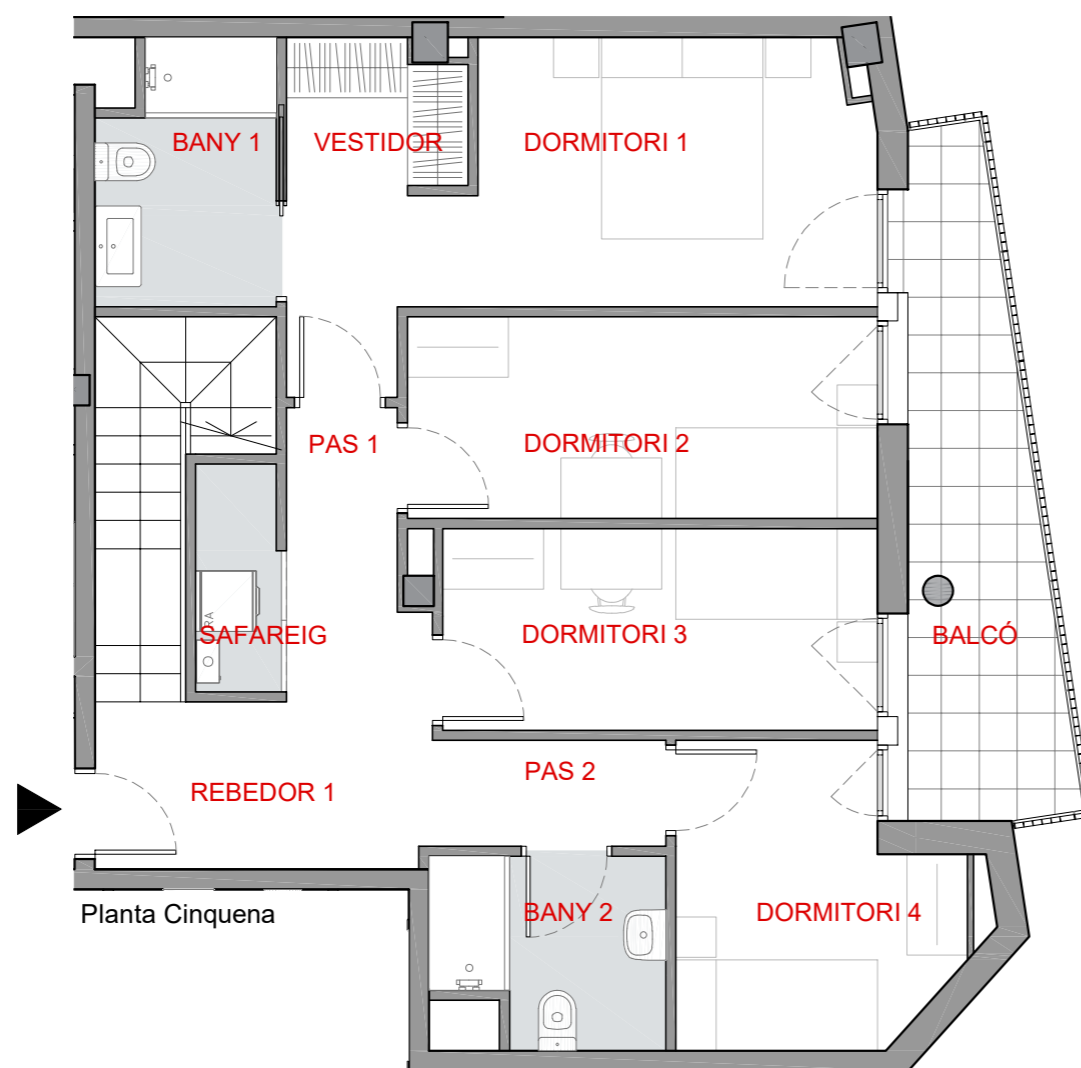 BANY 1
VESTIDOR
DORMITORI 1
PAS 1
DORMITORI 2
SAFAREIG
DORMITORI 3
BALCÓ
REBEDOR 1
PAS 2
Planta Cinquena
BANY 2
DORMITORI 4